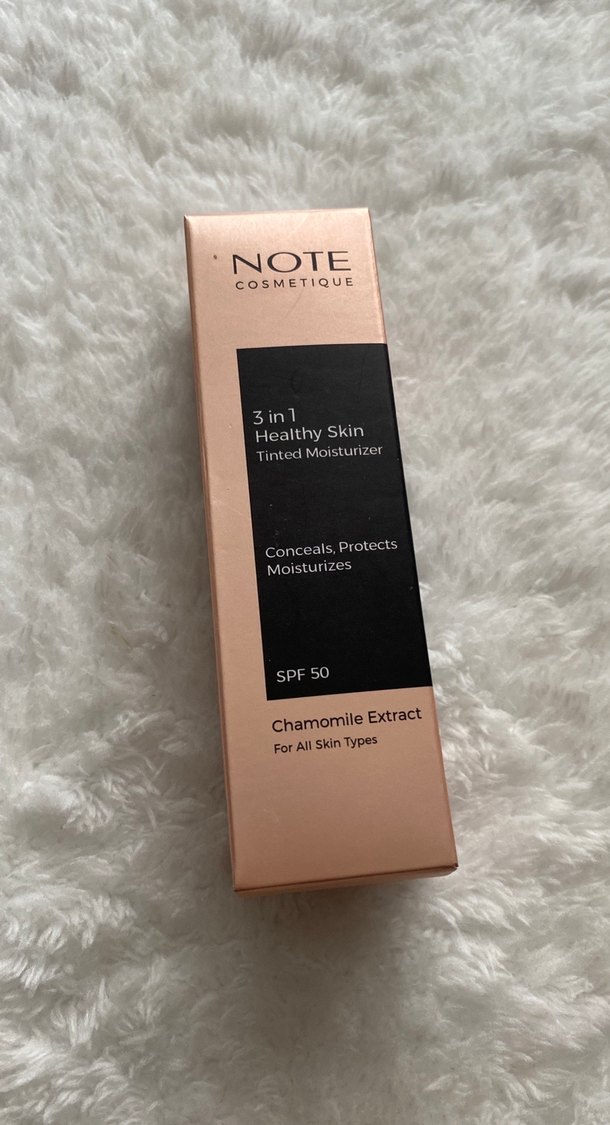 NOTE
COSMETIQUE
3 in 1
Healthy Skin
Tinted Moisturizer
Conceals, Protects
Moisturizes
SPF 50
Chamomile Extract
For All Skin Types